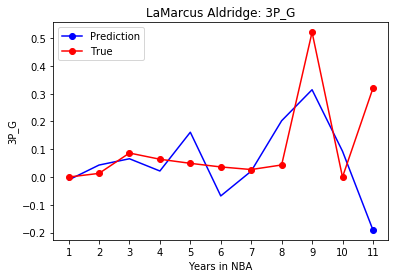 LaMarcus Aldridge: 3P_G
Prediction
True
0.5
0.4
0.3
0.2
0.1
0.0
−0.1
−0.2
3P_G
1 2 3 4 5 6 7 8 9 10 11
Years in NBA